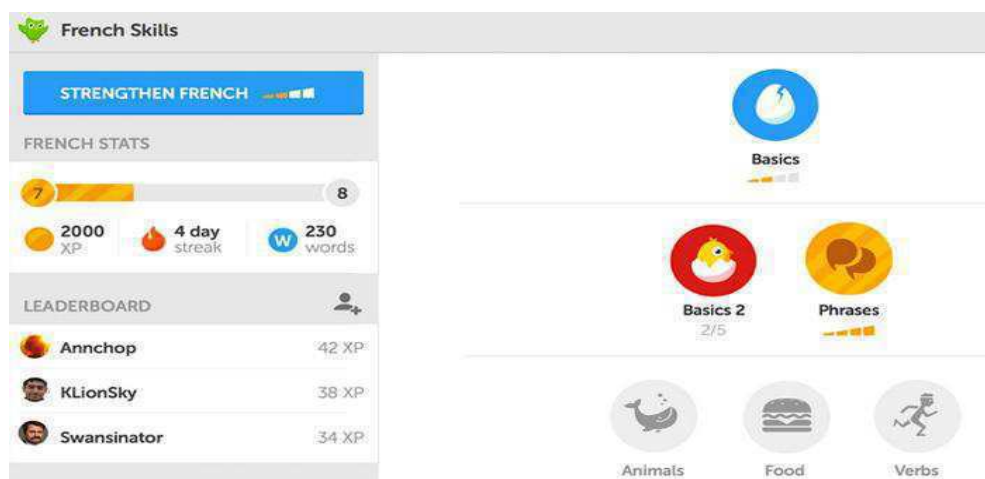 French Skills
STRENGTHEN FRENCH
FRENCH STATS
7 8
2000 XP
4 day streak
W 230 words
LEADERBOARD
Annchop 42 XP
KLionSky 38 XP
Swansinator 34 XP
Basics
Basics 2 Phrases
2/5
Animals Food Verbs